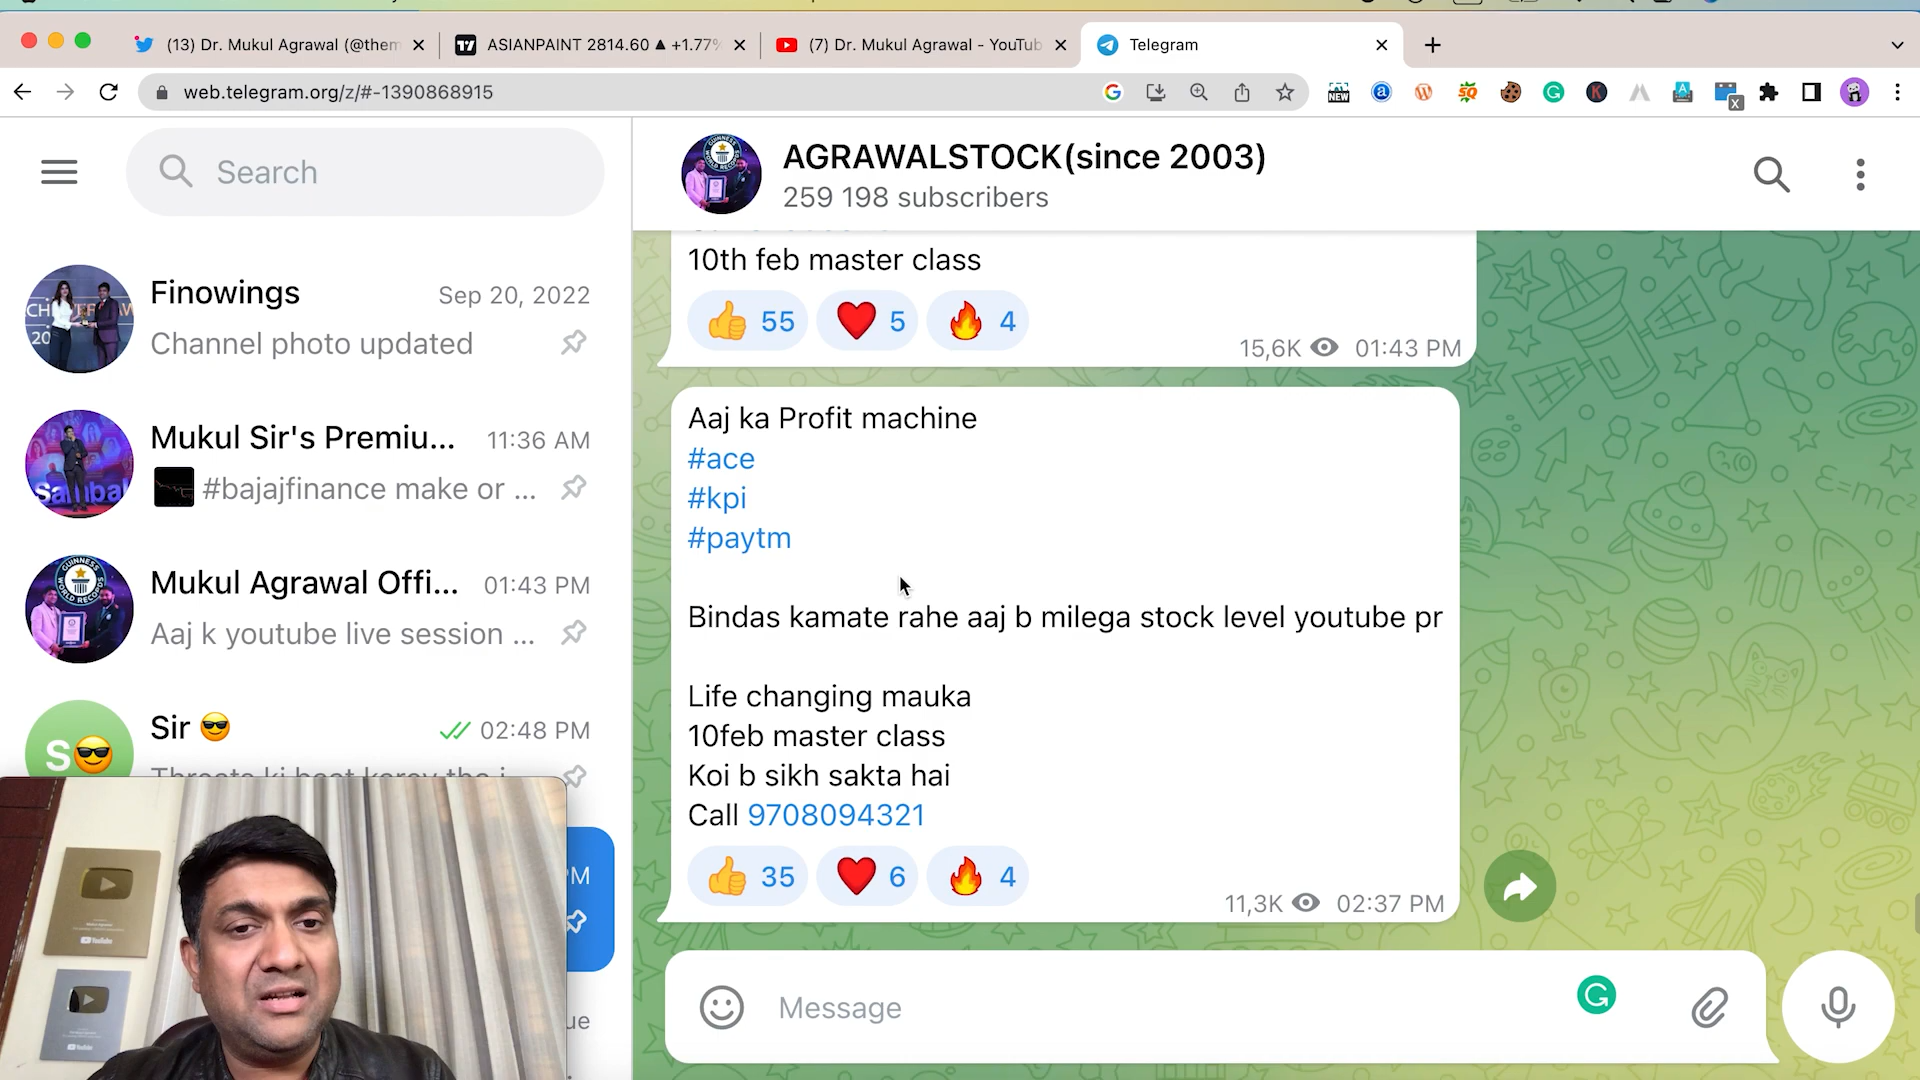 (13) Dr. Mukul Agrawal (@them
ASIANPAINT 2814.60 ▲ +1.77%
(7) Dr. Mukul Agrawal - YouTub
Telegram
web.telegram.org/z/#-1390868915
NEW
Search
AGRAWALSTOCK(since 2003)
259 198 subscribers
Finowings
Sep 20, 2022
Channel photo updated
Mukul Sir's Premiu...
11:36 AM
#bajajfinance make or ...
Mukul Agrawal Offi...
01:43 PM
Aaj k youtube live session ...
Sir 😎
02:48 PM
10th feb master class
👍 55
❤️ 5
🔥 4
15,6K
01:43 PM
Aaj ka Profit machine
#ace
#kpi
#paytm
Bindas kamate rahe aaj b milega stock level youtube pr
Life changing mauka
10feb master class
Koi b sikh sakta hai
Call 9708094321
👍 35
❤️ 6
🔥 4
11,3K
02:37 PM
Message
YouTube
YouTube